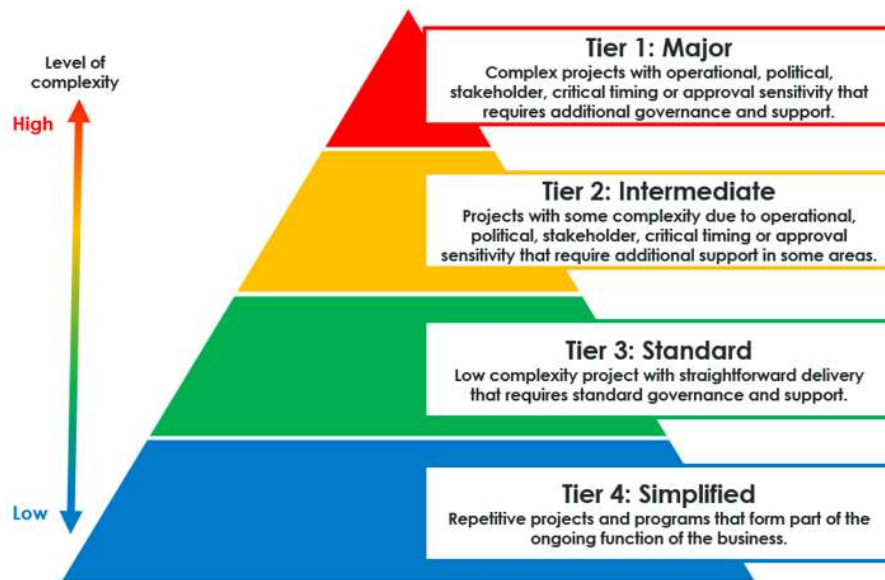 Level of
complexity
High
Low
Tier 1: Major
Complex projects with operational, political,
stakeholder, critical timing or approval sensitivity that
requires additional governance and support.
Tier 2: Intermediate
Projects with some complexity due to operational,
political, stakeholder, critical timing or approval
sensitivity that require additional support in some areas.
Tier 3: Standard
Low complexity project with straightforward delivery
that requires standard governance and support.
Tier 4: Simplified
Repetitive projects and programs that form part of the
ongoing function of the business.